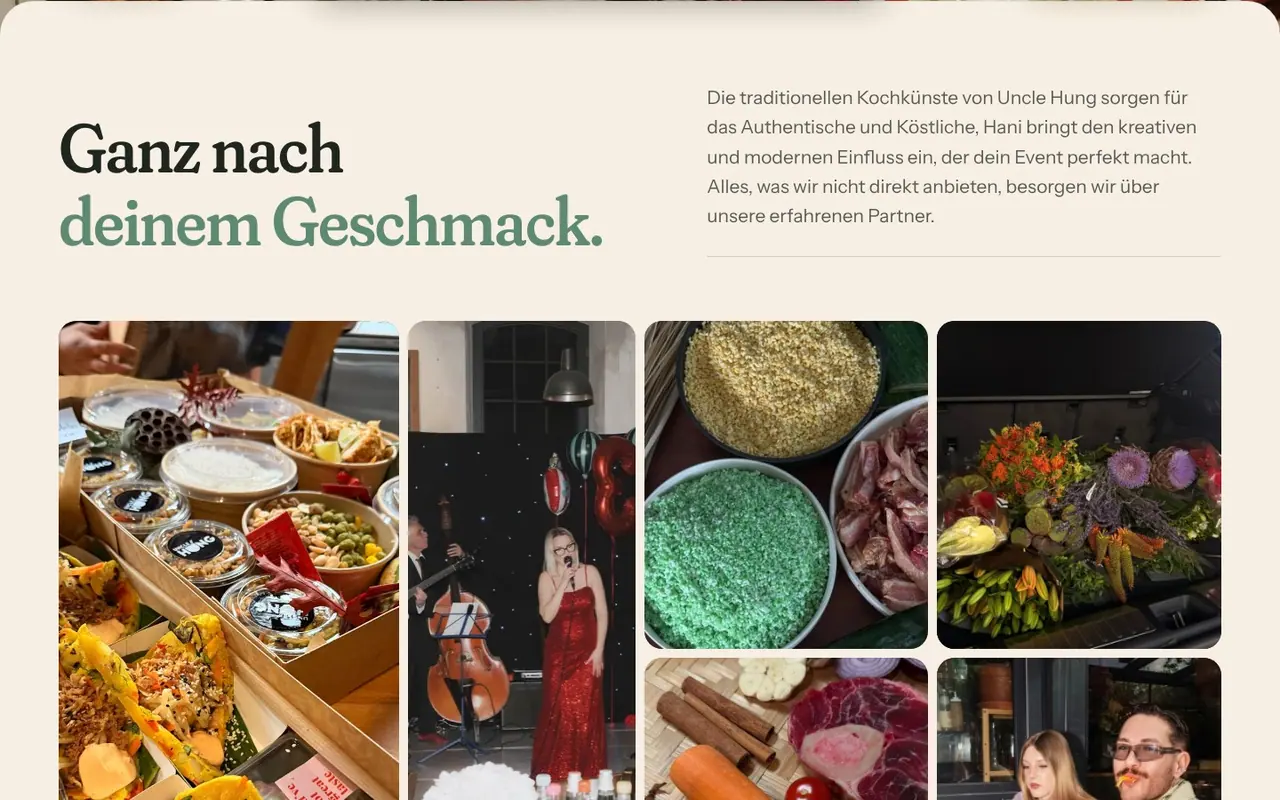 Ganz nach
deinem Geschmack.
Die traditionellen Kochkünste von Uncle Hung sorgen für
das Authentische und Köstliche, Hani bringt den kreativen
und modernen Einfluss ein, der dein Event perfekt macht.
Alles, was wir nicht direkt anbieten, besorgen wir über
unsere erfahrenen Partner.
HUNG